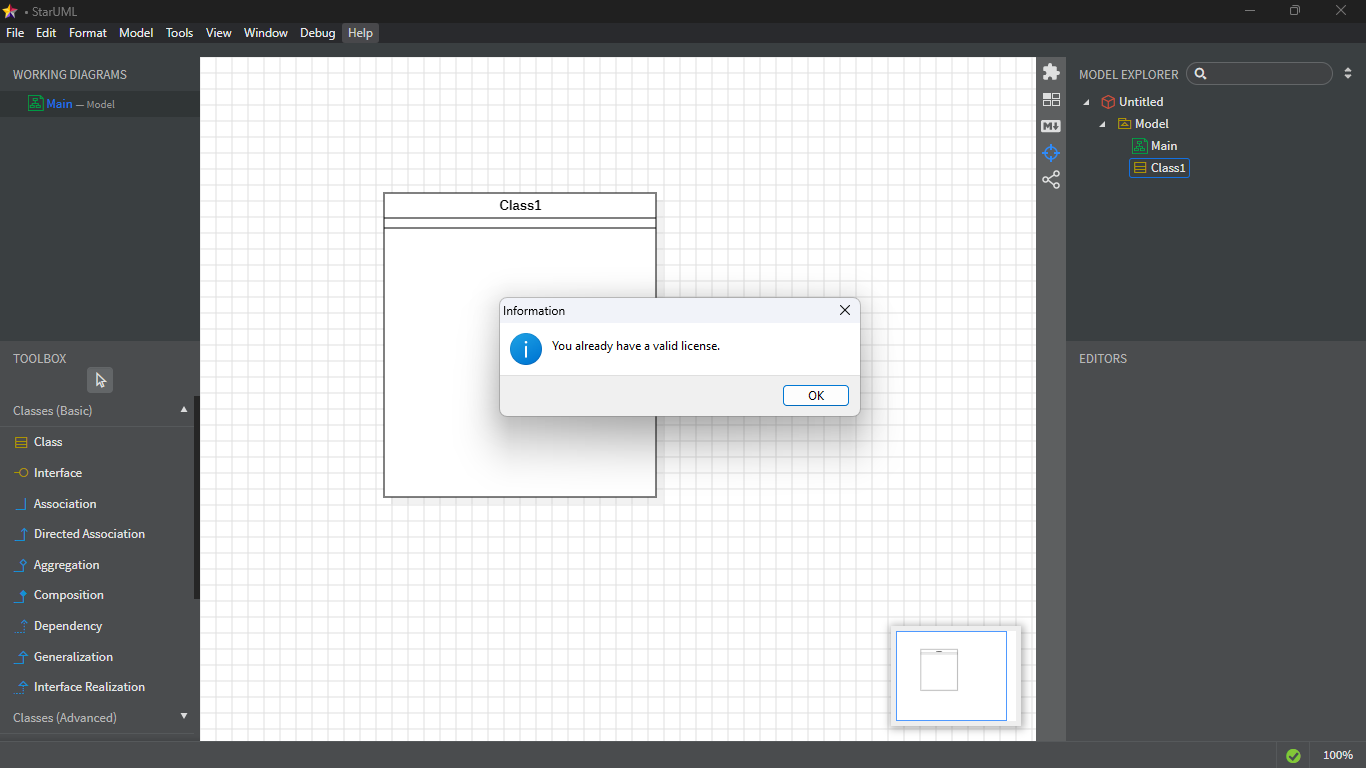 • StarUML
File Edit Format Model Tools View Window Debug Help
WORKING DIAGRAMS
Main — Model
TOOLBOX
Classes (Basic)
Class
Interface
Association
Directed Association
Aggregation
Composition
Dependency
Generalization
Interface Realization
Classes (Advanced)
Class1
Information
You already have a valid license.
OK
MODEL EXPLORER
Untitled
Model
Main
Class1
EDITORS
100%